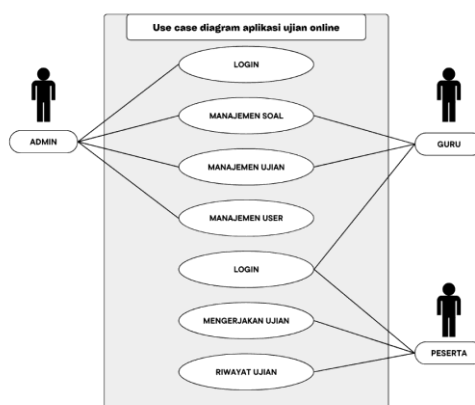 Use case diagram aplikasi ujian online
LOGIN
MANAJEMEN SOAL
ADMIN
GURU
MANAJEMEN UJIAN
MANAJEMEN USER
LOGIN
MENGERJAKAN UJIAN
PESERTA
RIWAYAT UJIAN